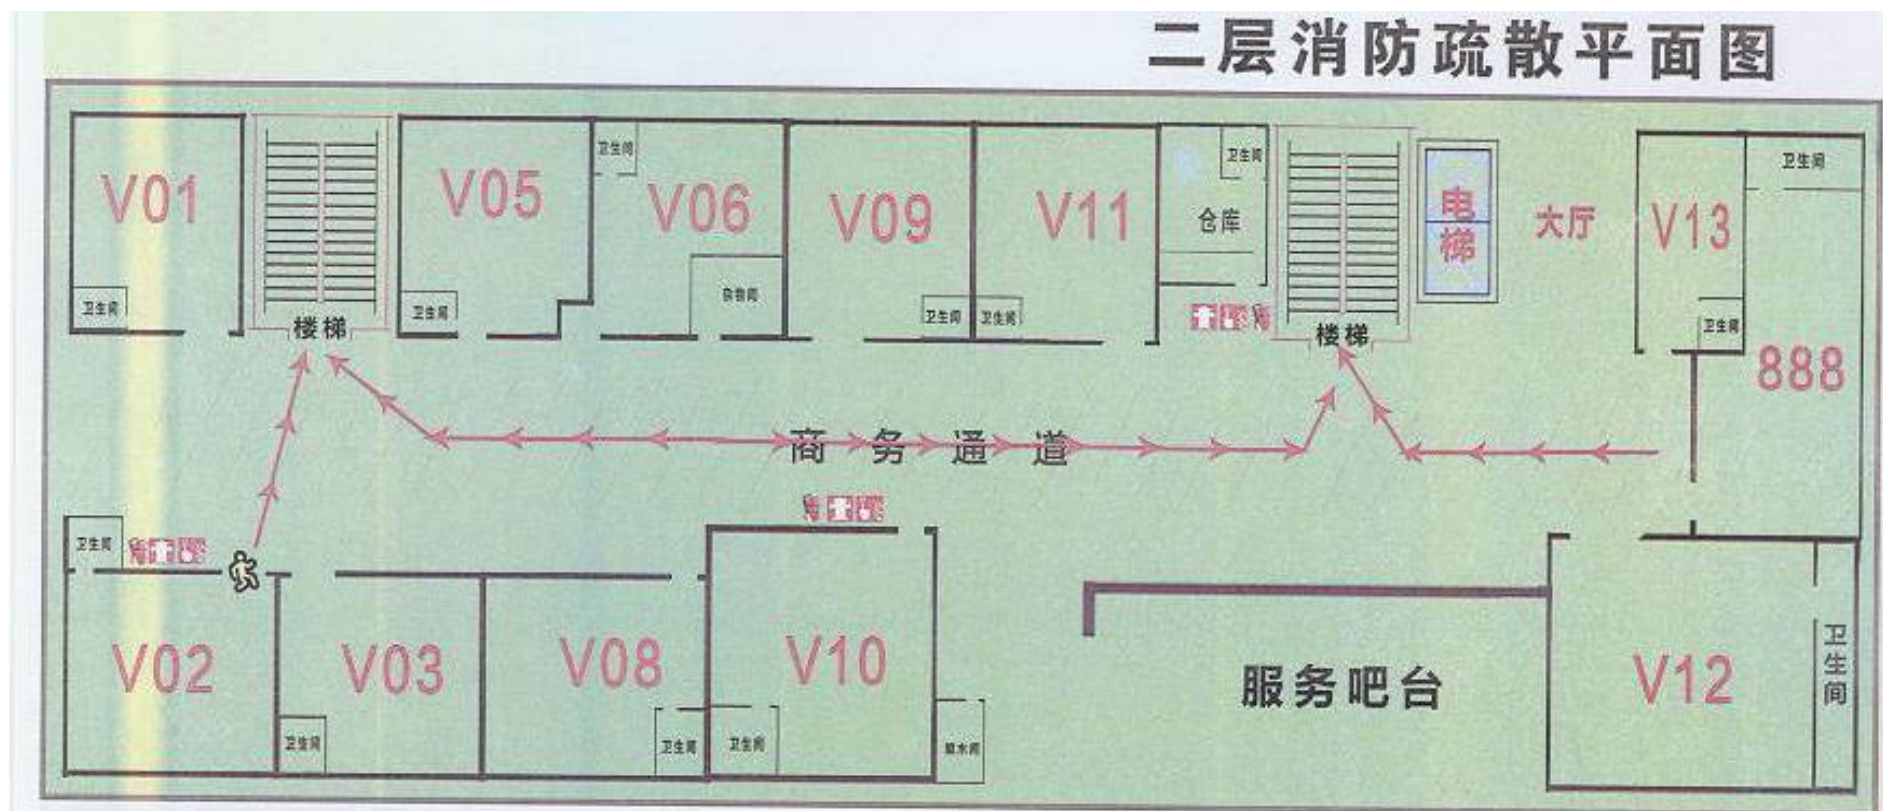 二层消防疏散平面图
V01
卫生间
楼梯
V05
卫生间
卫生间
V06
杂物间
V09
卫生间
V11
卫生间
卫生间
仓库
楼梯
电梯
大厅
V13
卫生间
卫生间
888
商务通道
卫生间
V02
V03
卫生间
V08
卫生间
V10
卫生间
服务吧台
V12
卫生间